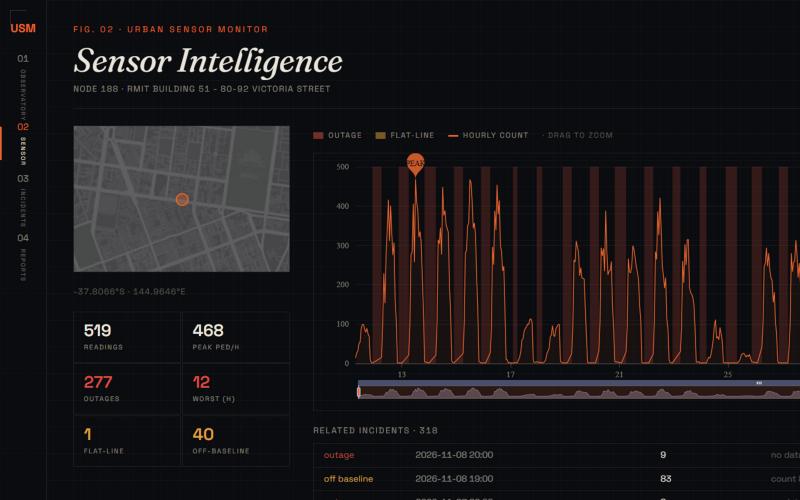 USM
FIG. 02 · URBAN SENSOR MONITOR
Sensor Intelligence
NODE 188 · RMIT BUILDING 51 - 80-92 VICTORIA STREET
01
OBSERVATORY
02
SENSOR
03
INCIDENTS
04
REPORTS
-37.8066°S · 144.9646°E
519
READINGS
468
PEAK PED/H
277
OUTAGES
12
WORST (H)
1
FLAT-LINE
40
OFF-BASELINE
OUTAGE
FLAT-LINE
HOURLY COUNT
· DRAG TO ZOOM
PEAK
500
400
300
200
100
0
13
17
21
25
RELATED INCIDENTS · 318
outage 2026-11-08 20:00 9 no dat
off baseline 2026-11-08 19:00 83 count